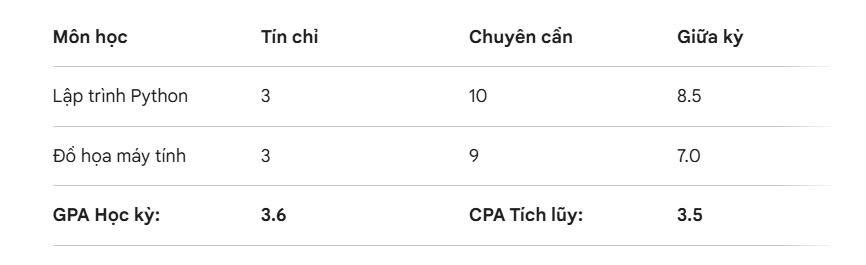 Môn học Tín chỉ Chuyên cần Giữa kỳ
Lập trình Python 3 10 8.5
Đồ họa máy tính 3 9 7.0
GPA Học kỳ: 3.6 CPA Tích lũy: 3.5